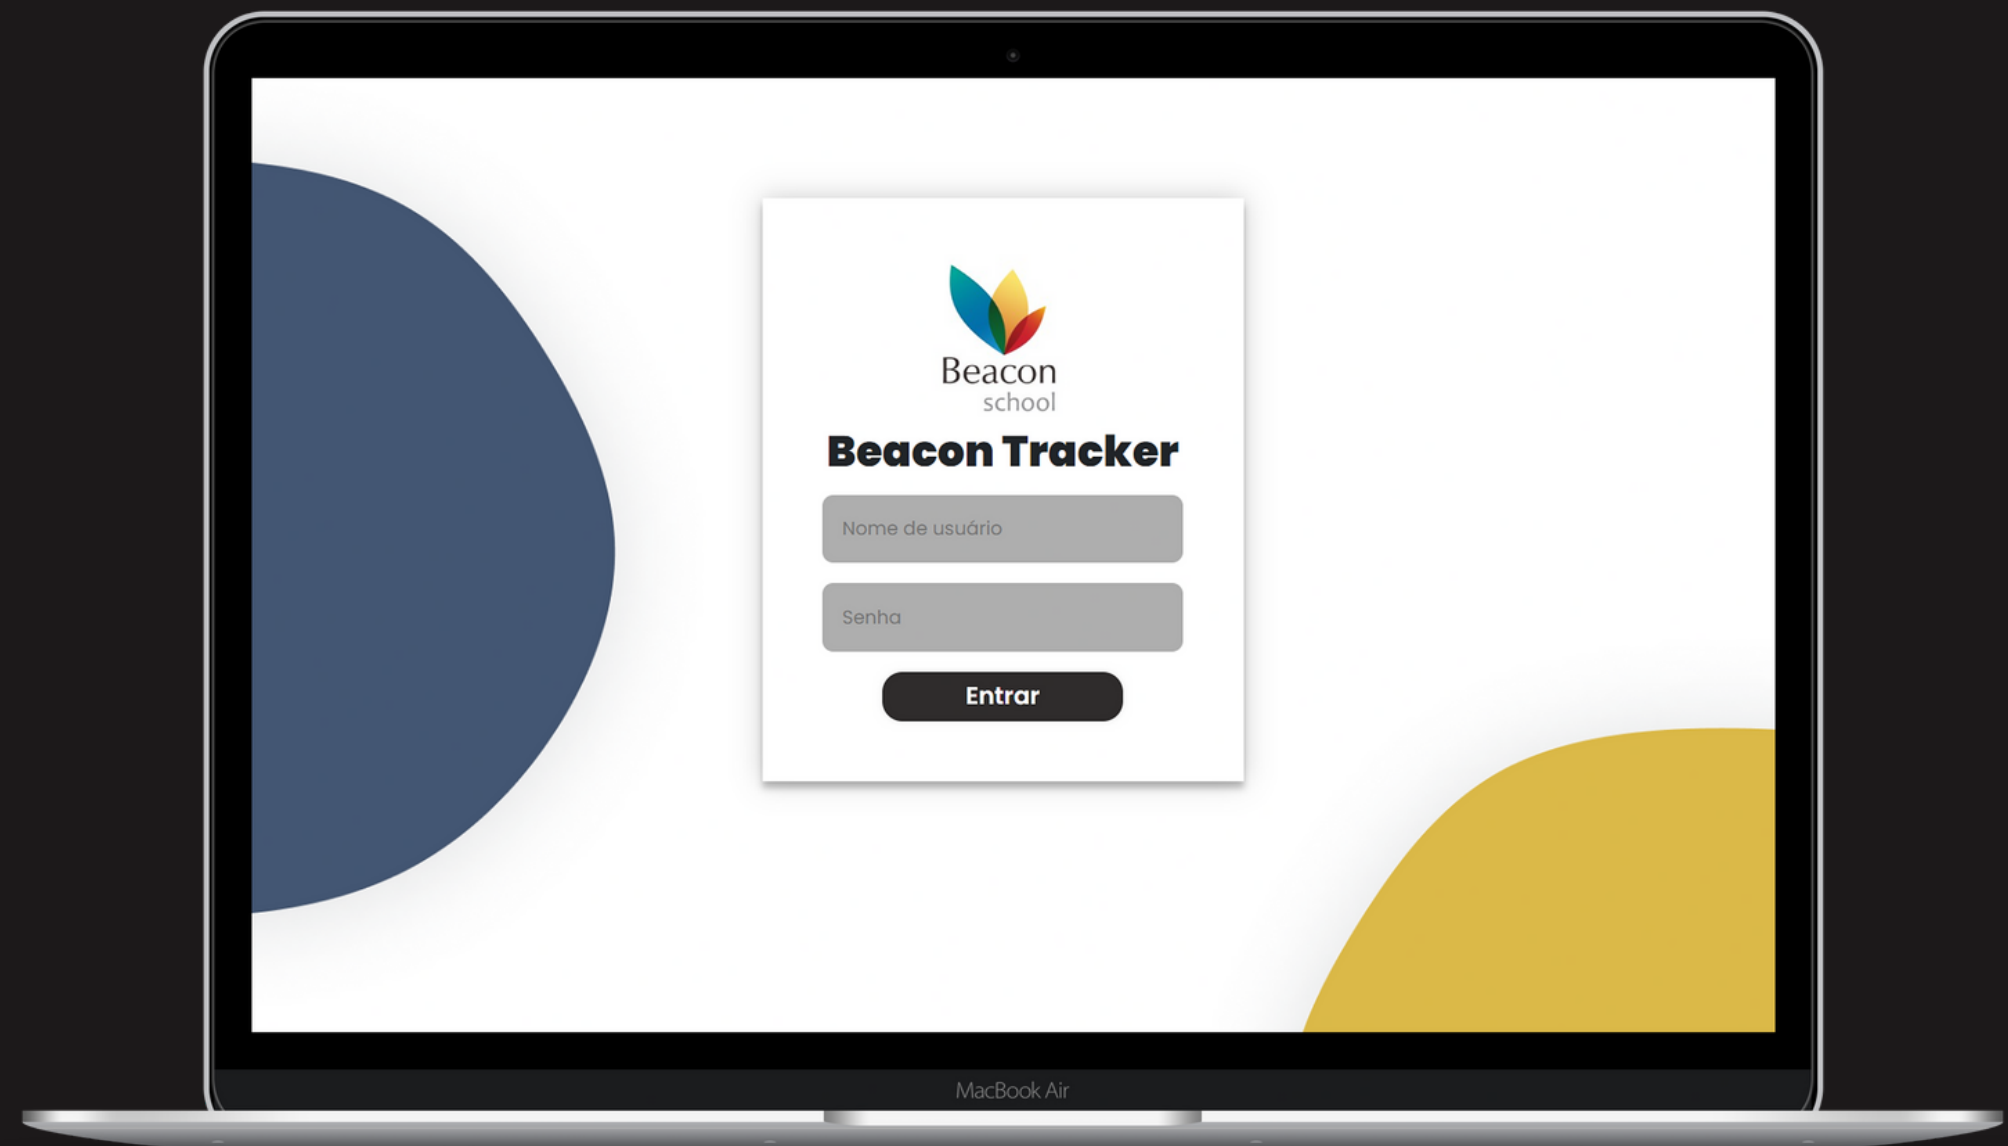 Beacon
school
Beacon Tracker
Nome de usuário
Senha
Entrar
MacBook Air